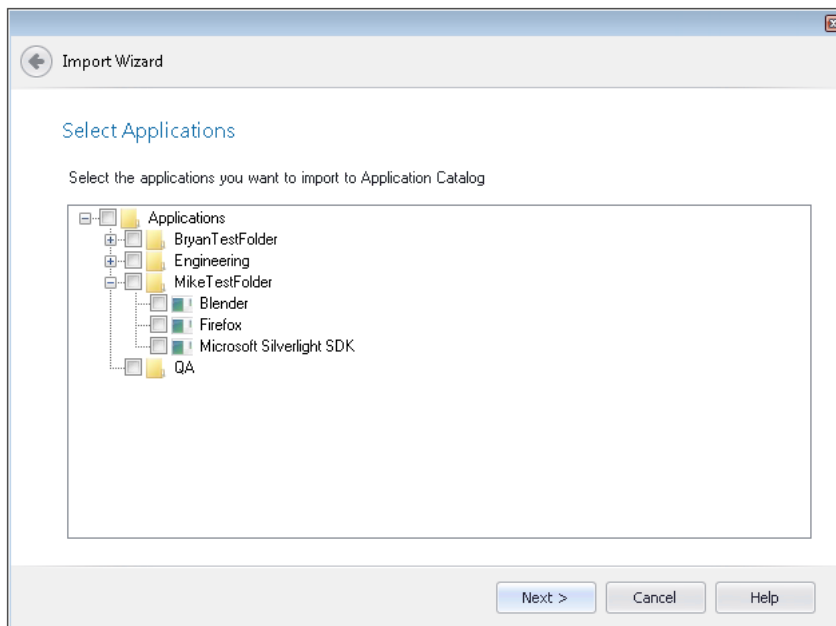 Import Wizard
Select Applications
Select the applications you want to import to Application Catalog
Applications
BryanTestFolder
Engineering
MikeTestFolder
Blender
Firefox
Microsoft Silverlight SDK
QA
Next > Cancel Help